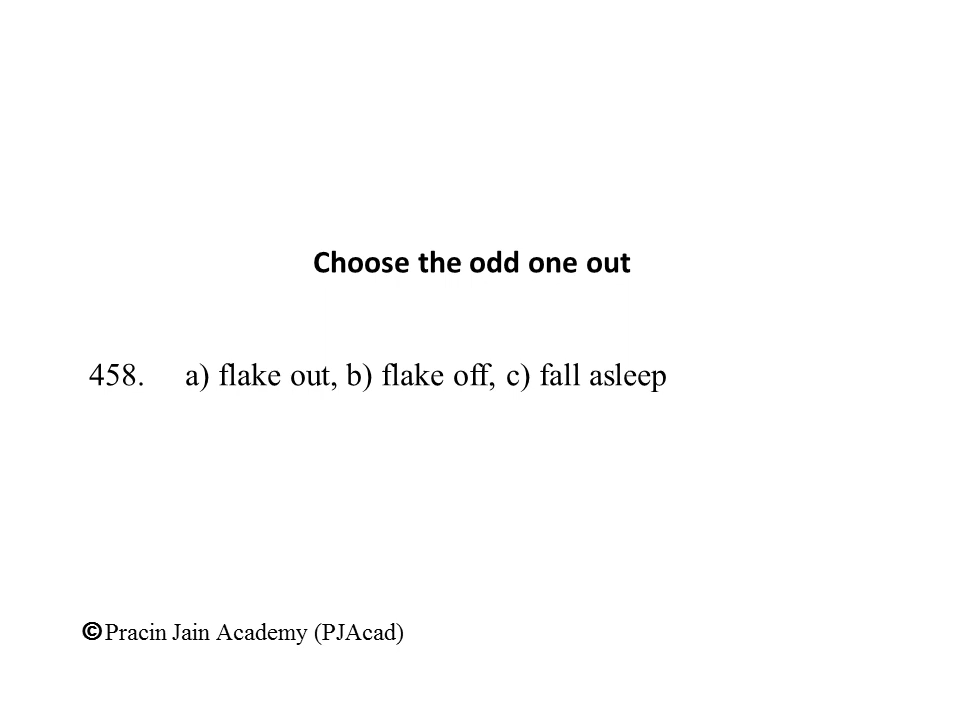 Choose the odd one out
458. a) flake out, b) flake off, c) fall asleep
©Pracin Jain Academy (PJAcad)